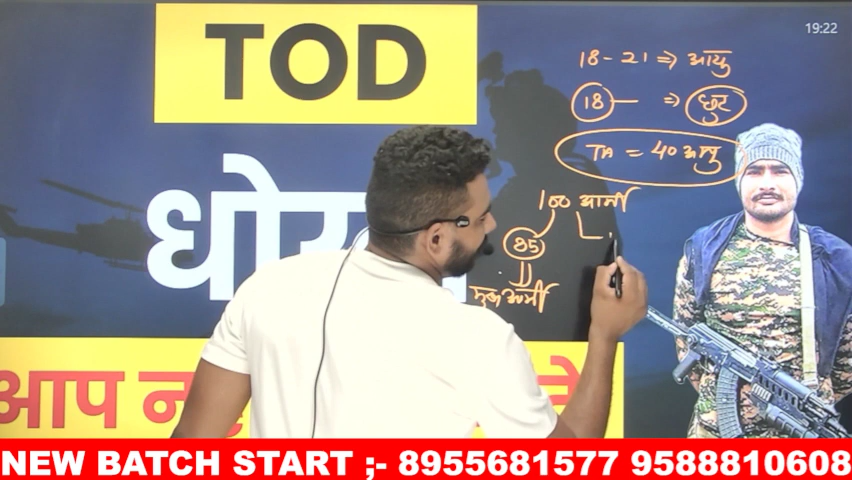 19:22
TOD
18 - 21 => आयु
18 — => छुट
TA = 40 आयु
100 आर्मी
85
आप
NEW BATCH START ;- 8955681577 9588810608